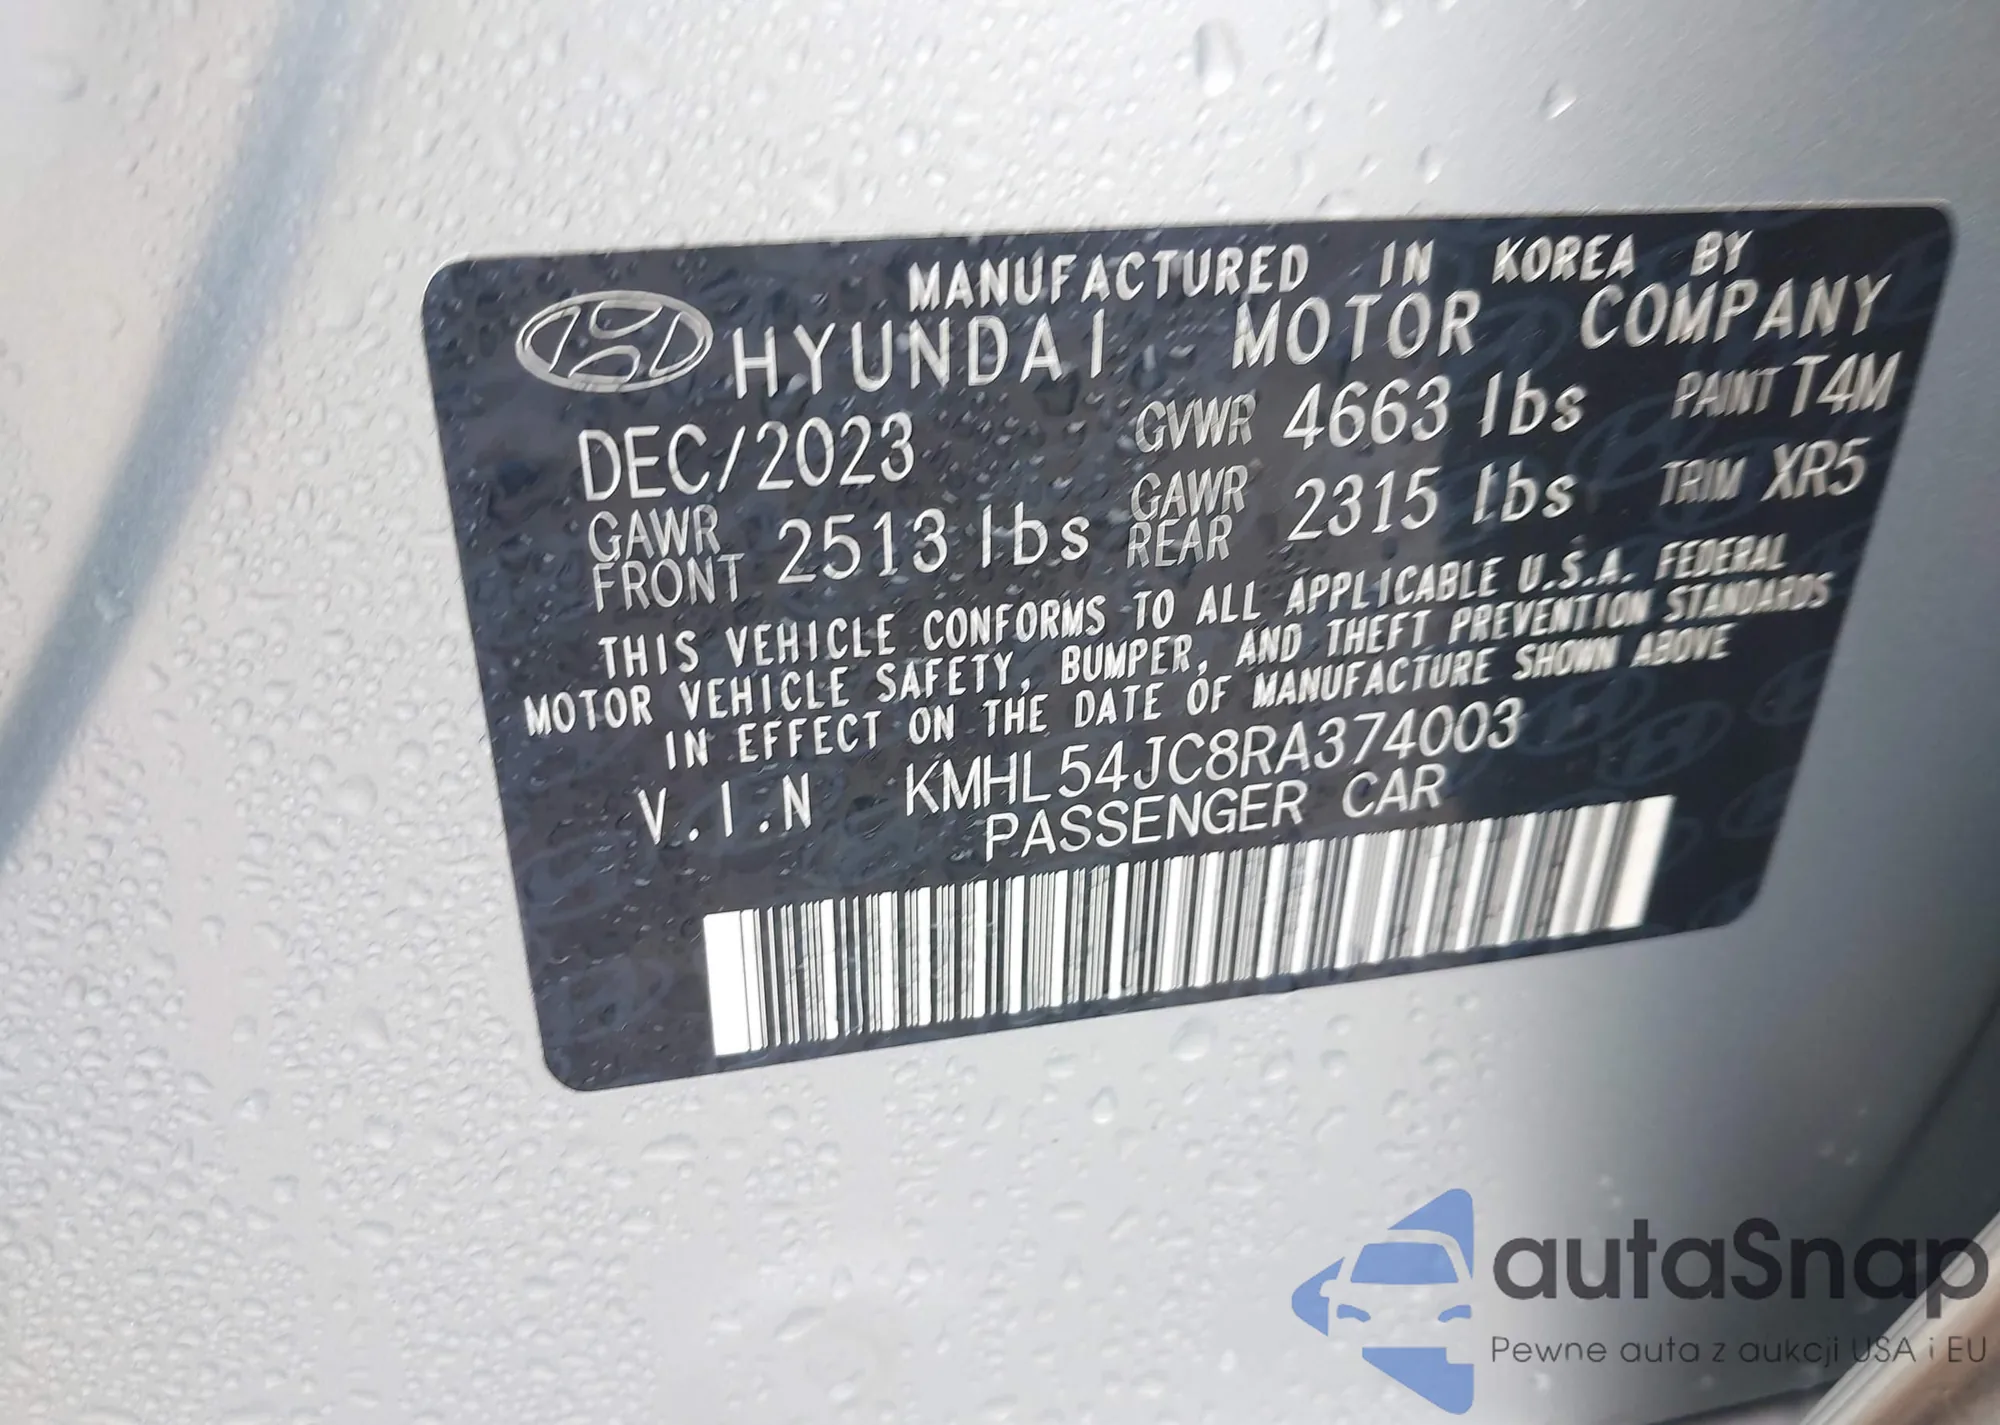 MANUFACTURED IN KOREA BY
HYUNDAI MOTOR COMPANY
DEC/2023 GVWR 4663 lbs PAINT T4M
GAWR FRONT 2513 lbs GAWR REAR 2315 lbs TRIM XR5
THIS VEHICLE CONFORMS TO ALL APPLICABLE U.S.A. FEDERAL
MOTOR VEHICLE SAFETY, BUMPER, AND THEFT PREVENTION STANDARDS
IN EFFECT ON THE DATE OF MANUFACTURE SHOWN ABOVE
V.I.N KMHL54JC8RA374003
PASSENGER CAR
autaSnap
Pewne auta z aukcji USA i EU